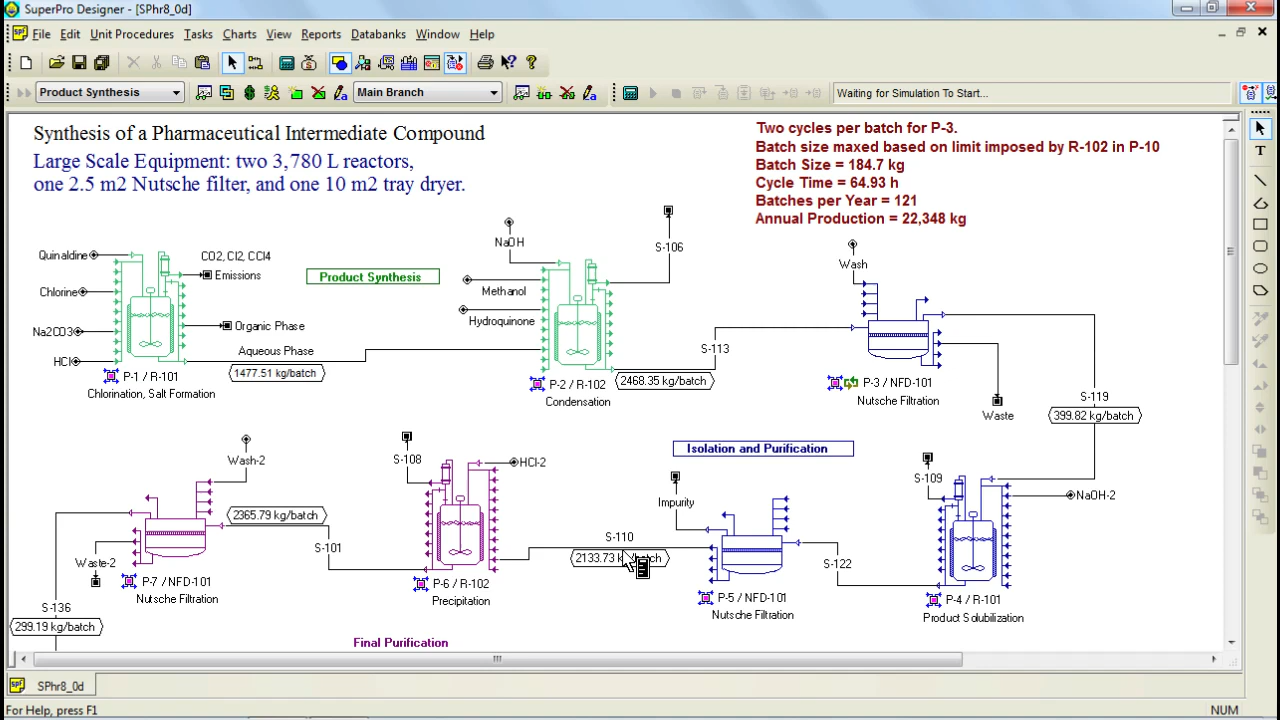 SuperPro Designer - [SPhr8_0d]
File Edit Unit Procedures Tasks Charts View Reports Databanks Window Help
Product Synthesis Main Branch Waiting for Simulation To Start...
Synthesis of a Pharmaceutical Intermediate Compound
Large Scale Equipment: two 3,780 L reactors,
one 2.5 m2 Nutsche filter, and one 10 m2 tray dryer.
Two cycles per batch for P-3.
Batch size maxed based on limit imposed by R-102 in P-10
Batch Size = 184.7 kg
Cycle Time = 64.93 h
Batches per Year = 121
Annual Production = 22,348 kg
Quinaldine
Chlorine
Na2CO3
HCl
CO2, Cl2, CCl4
Emissions
Organic Phase
Aqueous Phase
1477.51 kg/batch
P-1 / R-101
Chlorination, Salt Formation
Product Synthesis
NaOH
Methanol
Hydroquinone
S-106
S-113
2468.35 kg/batch
P-2 / R-102
Condensation
Wash
P-3 / NFD-101
Nutsche Filtration
Waste
S-119
399.82 kg/batch
Isolation and Purification
Wash-2
2365.79 kg/batch
S-101
Waste-2
P-7 / NFD-101
Nutsche Filtration
S-136
299.19 kg/batch
S-108
HCl-2
P-6 / R-102
Precipitation
S-110
2133.73 k
Impurity
P-5 / NFD-101
Nutsche Filtration
S-122
S-109
NaOH-2
P-4 / R-101
Product Solubilization
Final Purification
SPhr8_0d
For Help, press F1
NUM